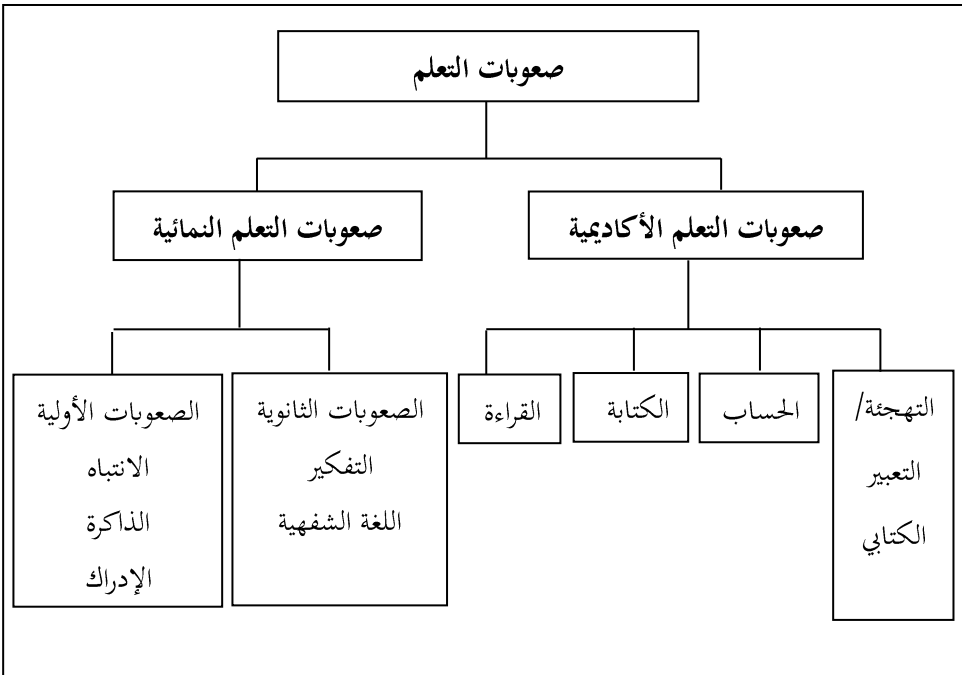 صعوبات التعلم
صعوبات التعلم الأكاديمية
صعوبات التعلم النمائية
التهجئة/
التعبير
الكتابي
الحساب
الكتابة
القراءة
الصعوبات الثانوية
التفكير
اللغة الشفهية
الصعوبات الأولية
الانتباه
الذاكرة
الإدراك